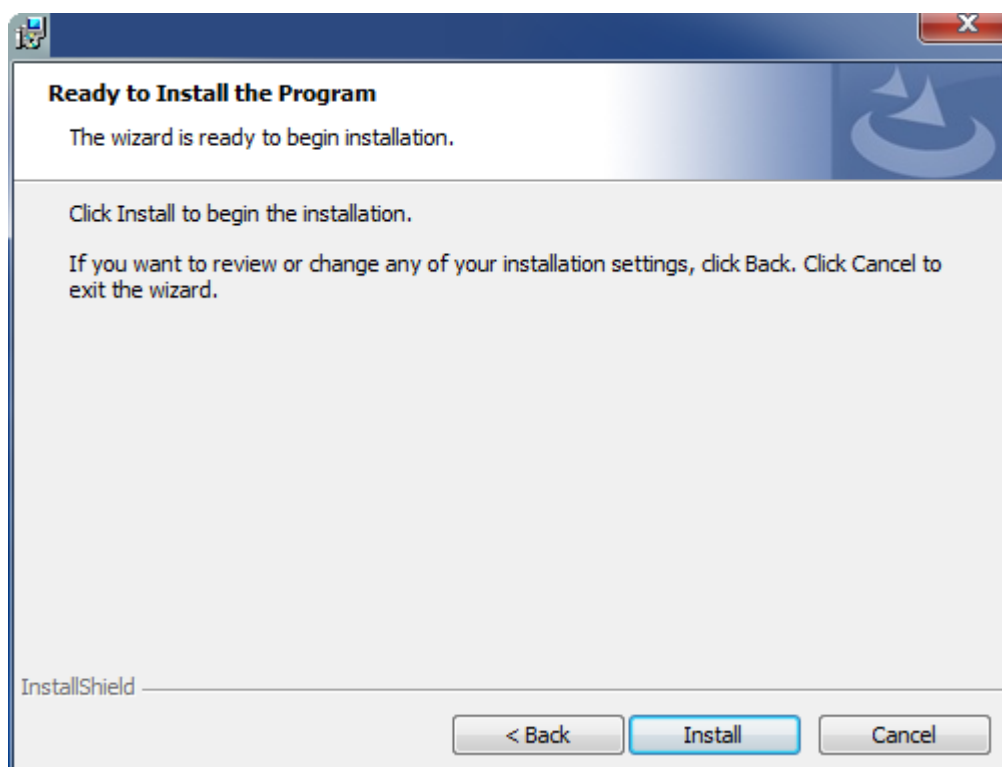 Ready to Install the Program
The wizard is ready to begin installation.
Click Install to begin the installation.
If you want to review or change any of your installation settings, click Back. Click Cancel to
exit the wizard.
InstallShield
< Back Install Cancel